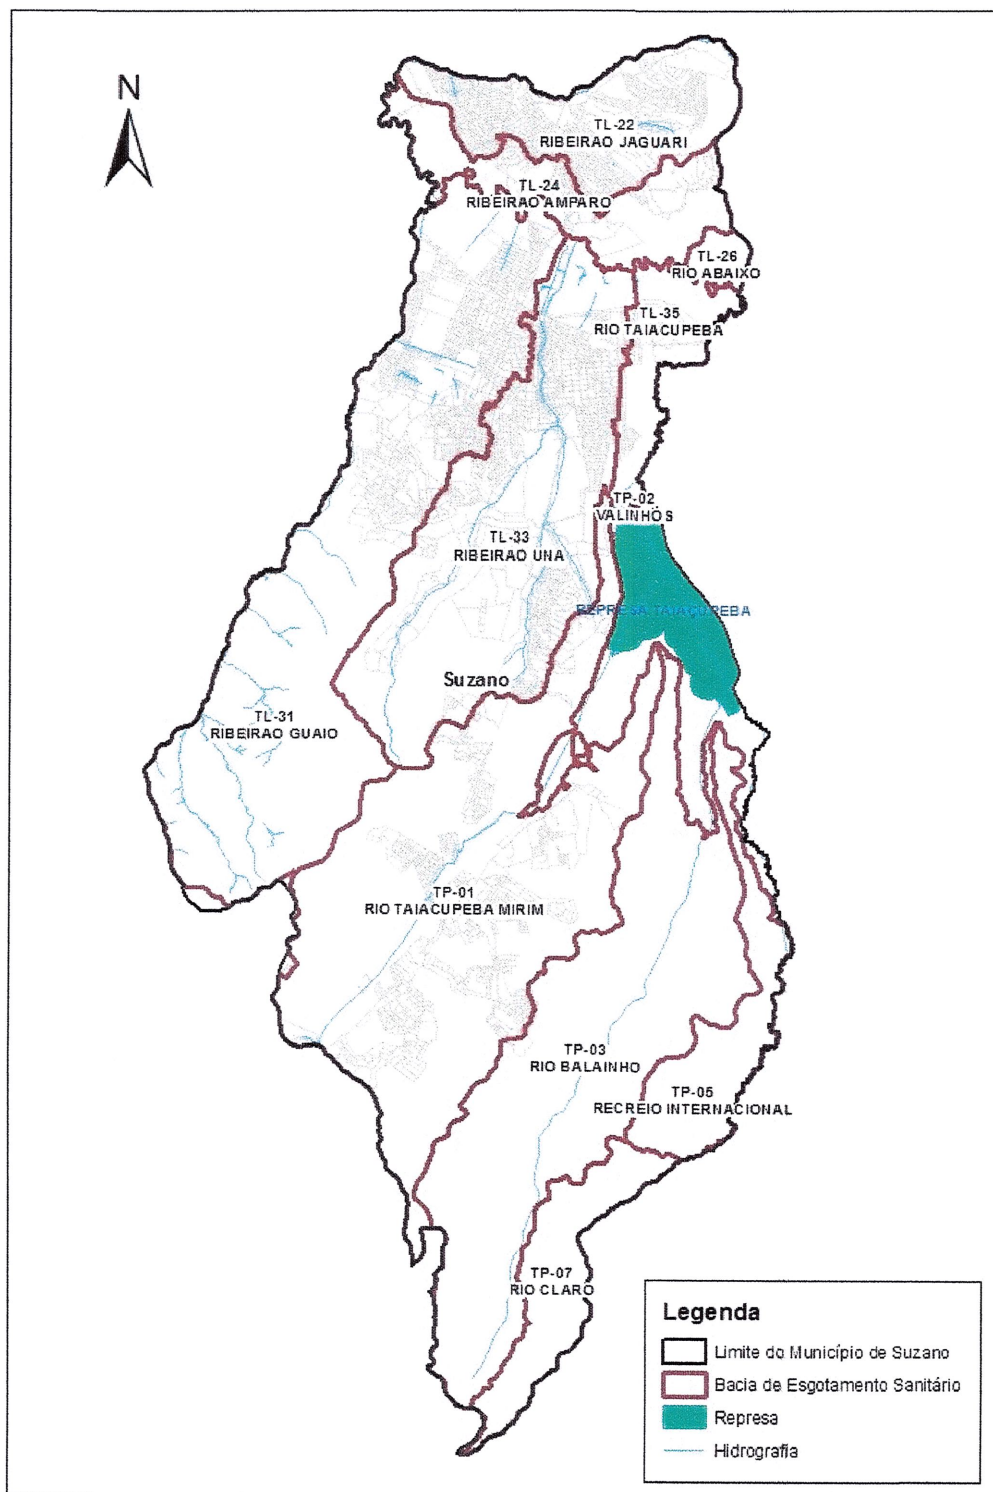 N
TL-22
RIBEIRAO JAGUARI
TL-24
RIBEIRAO AMPARO
TL-26
RIO ABAIXO
TL-35
RIO TAIACUPEBA
TP-02
VALINHOS
TL-33
RIBEIRAO UNA
REPRESA TAIAÇUPEBA
Suzano
TL-31
RIBEIRAO GUAIO
TP-01
RIO TAIACUPEBA MIRIM
TP-03
RIO BALAINHO
TP-05
RECREIO INTERNACIONAL
TP-07
RIO CLARO
Legenda
Limite do Município de Suzano
Bacia de Esgotamento Sanitário
Represa
Hidrografia